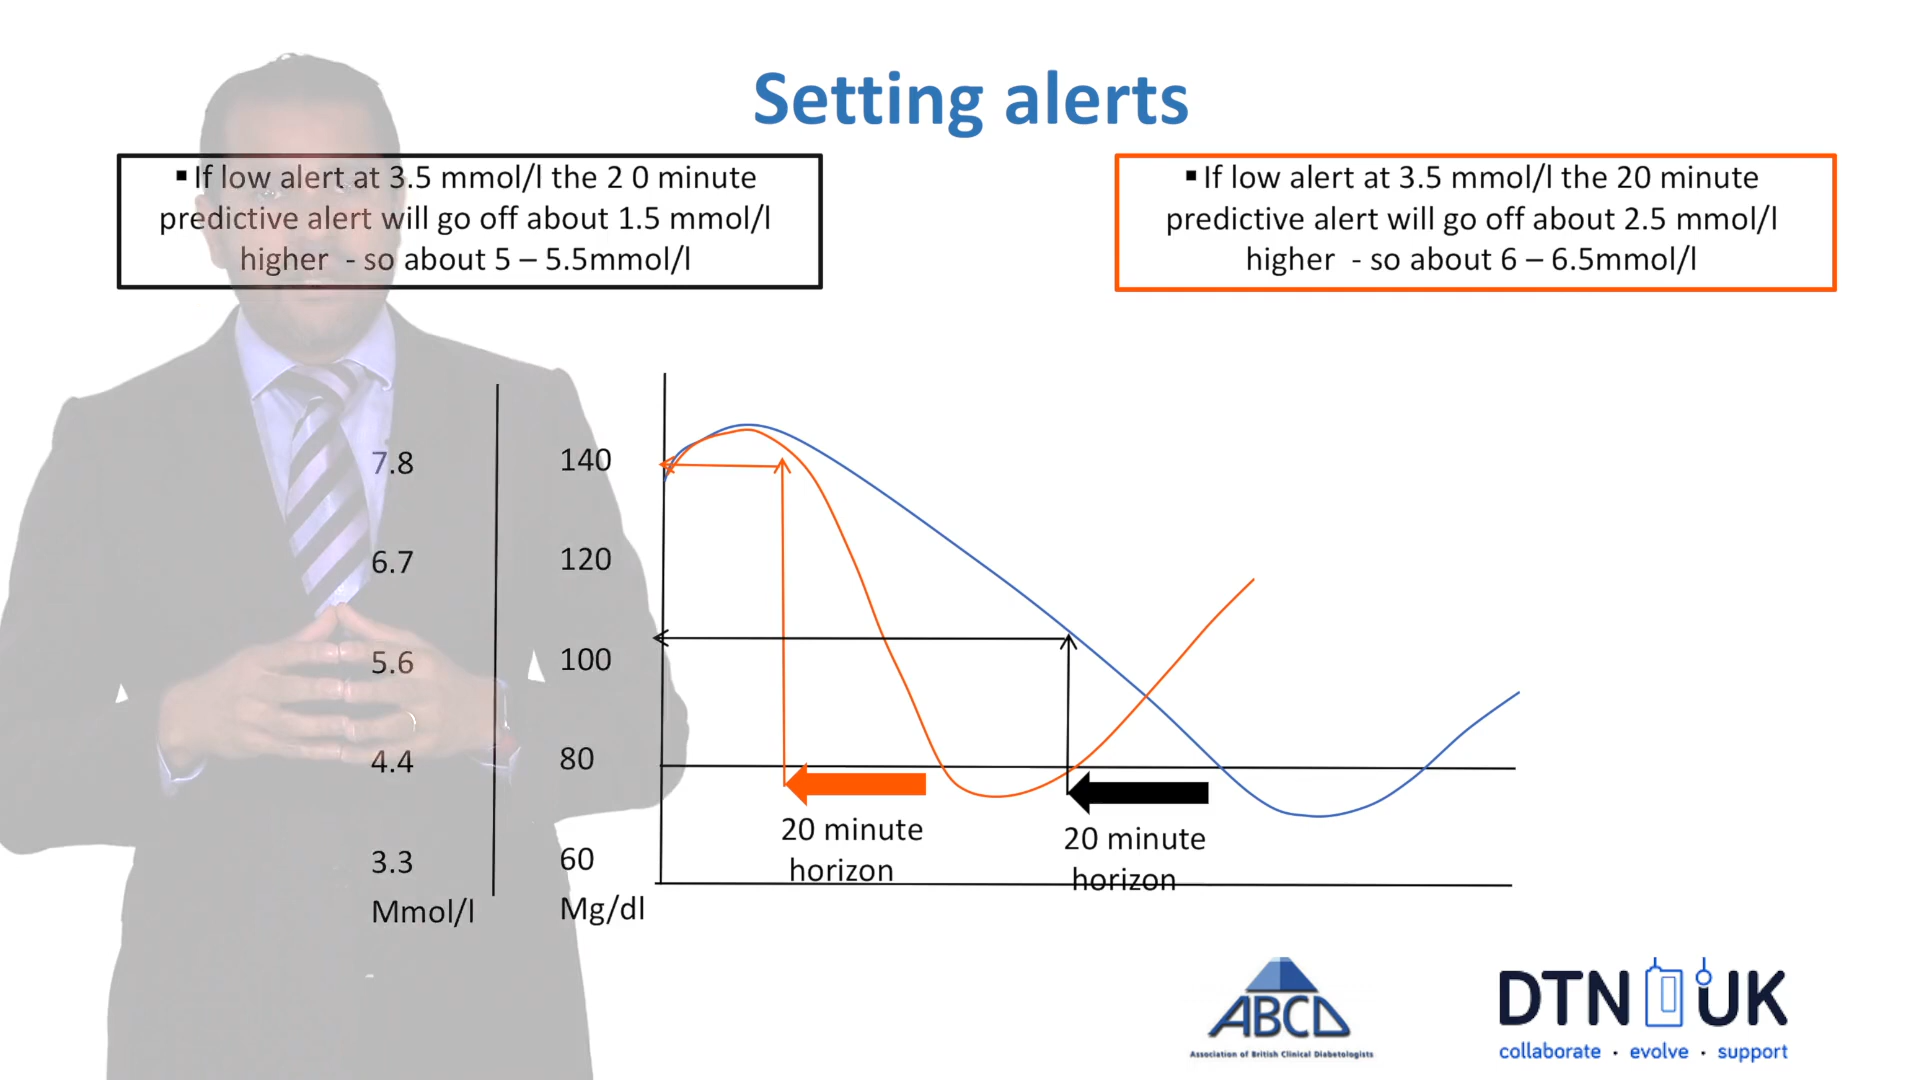 Setting alerts
▪ If low alert at 3.5 mmol/l the 2 0 minute
predictive alert will go off about 1.5 mmol/l
higher  - so about 5 – 5.5mmol/l
▪ If low alert at 3.5 mmol/l the 20 minute
predictive alert will go off about 2.5 mmol/l
higher  - so about 6 – 6.5mmol/l
7.8
6.7
5.6
4.4
3.3
Mmol/l
140
120
100
80
60
Mg/dl
20 minute
horizon
20 minute
horizon
ABCD
Association of British Clinical Diabetologists
DTN UK
collaborate · evolve · support